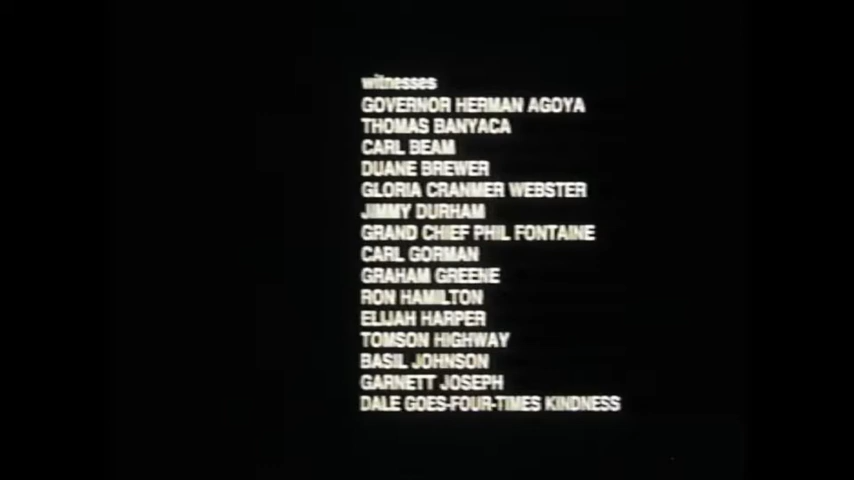 witnesses
GOVERNOR HERMAN AGOYA
THOMAS BANYACA
CARL BEAM
DUANE BREWER
GLORIA CRANMER WEBSTER
JIMMY DURHAM
GRAND CHIEF PHIL FONTAINE
CARL GORMAN
GRAHAM GREENE
RON HAMILTON
ELIJAH HARPER
TOMSON HIGHWAY
BASIL JOHNSON
GARNETT JOSEPH
DALE GOES-FOUR-TIMES KINDNESS